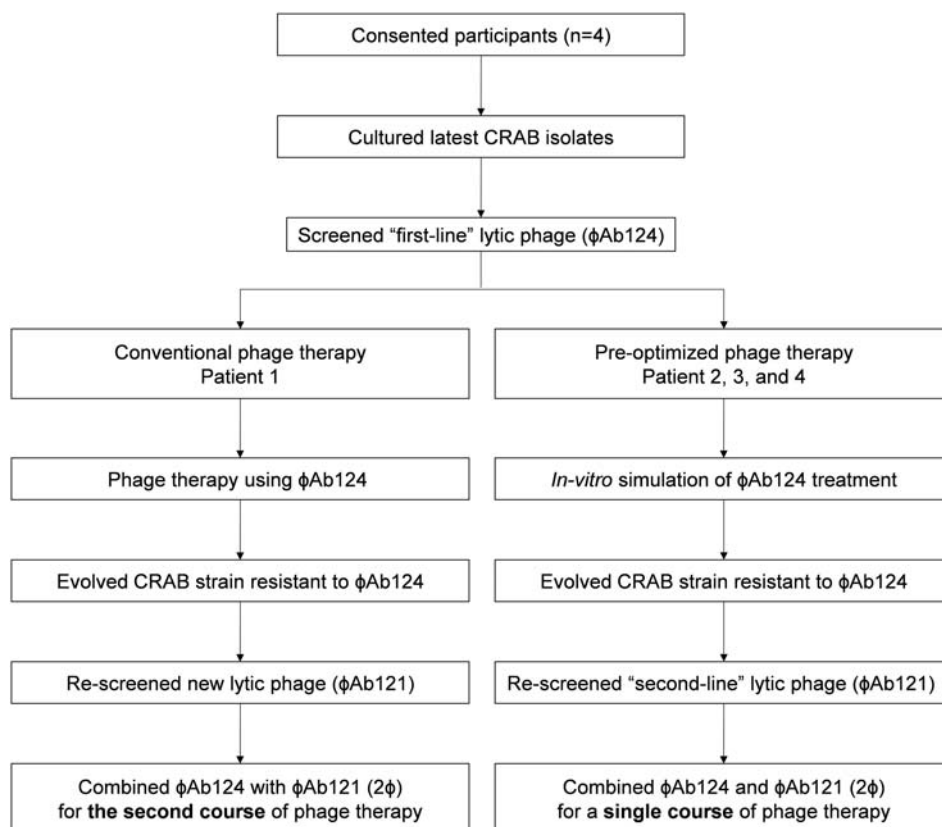 Consented participants (n=4)
Cultured latest CRAB isolates
Screened “first-line” lytic phage (ϕAb124)
Conventional phage therapy
Patient 1
Pre-optimized phage therapy
Patient 2, 3, and 4
Phage therapy using ϕAb124
In-vitro simulation of ϕAb124 treatment
Evolved CRAB strain resistant to ϕAb124
Evolved CRAB strain resistant to ϕAb124
Re-screened new lytic phage (ϕAb121)
Re-screened “second-line” lytic phage (ϕAb121)
Combined ϕAb124 with ϕAb121 (2ϕ)
for the second course of phage therapy
Combined ϕAb124 and ϕAb121 (2ϕ)
for a single course of phage therapy